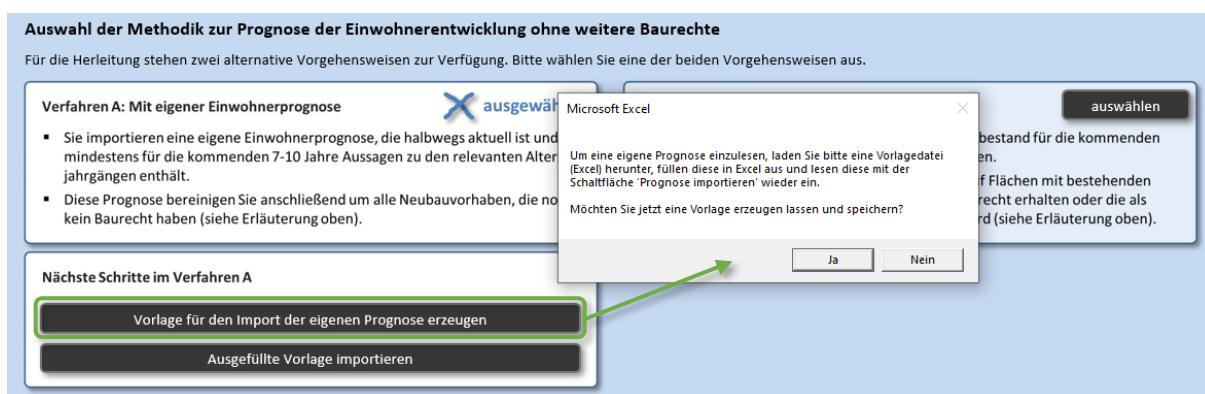 Auswahl der Methodik zur Prognose der Einwohnerentwicklung ohne weitere Baurechte
Für die Herleitung stehen zwei alternative Vorgehensweisen zur Verfügung. Bitte wählen Sie eine der beiden Vorgehensweisen aus.
Verfahren A: Mit eigener Einwohnerprognose
▪ Sie importieren eine eigene Einwohnerprognose, die halbwegs aktuell ist und
mindestens für die kommenden 7-10 Jahre Aussagen zu den relevanten Alter
jahrgängen enthält.
▪ Diese Prognose bereinigen Sie anschließend um alle Neubauvorhaben, die
kein Baurecht haben (siehe Erläuterung oben).
Microsoft Excel
Um eine eigene Prognose einzulesen, laden Sie bitte eine Vorlagedatei
(Excel) herunter, füllen diese in Excel aus und lesen diese mit der
Schaltfläche 'Prognose importieren' wieder ein.
Möchten Sie jetzt eine Vorlage erzeugen lassen und speichern?
Ja
Nein
auswählen
bestand für die kommenden
en.
Flächen mit bestehenden
recht erhalten oder die als
rd (siehe Erläuterung oben).
Nächste Schritte im Verfahren A
Vorlage für den Import der eigenen Prognose erzeugen
Ausgefüllte Vorlage importieren